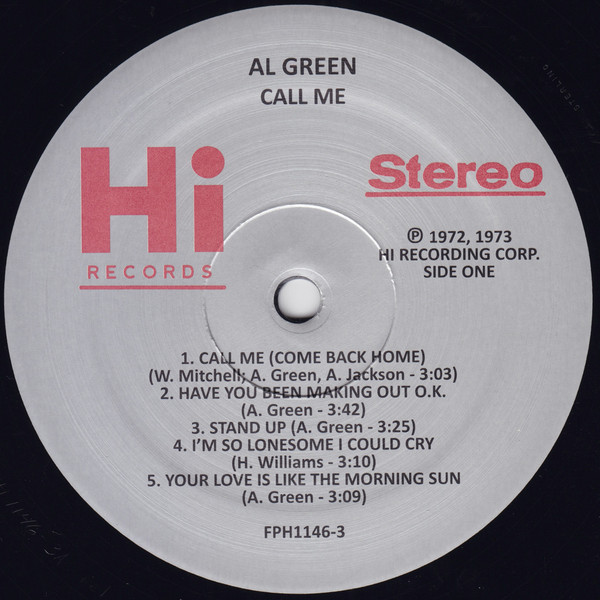 AL GREEN
CALL ME
Hi
RECORDS
Stereo
℗ 1972, 1973
HI RECORDING CORP.
SIDE ONE
1. CALL ME (COME BACK HOME)
(W. Mitchell; A. Green, A. Jackson - 3:03)
2. HAVE YOU BEEN MAKING OUT O.K.
(A. Green - 3:42)
3. STAND UP (A. Green - 3:25)
4. I'M SO LONESOME I COULD CRY
(H. Williams - 3:10)
5. YOUR LOVE IS LIKE THE MORNING SUN
(A. Green - 3:09)
FPH1146-3